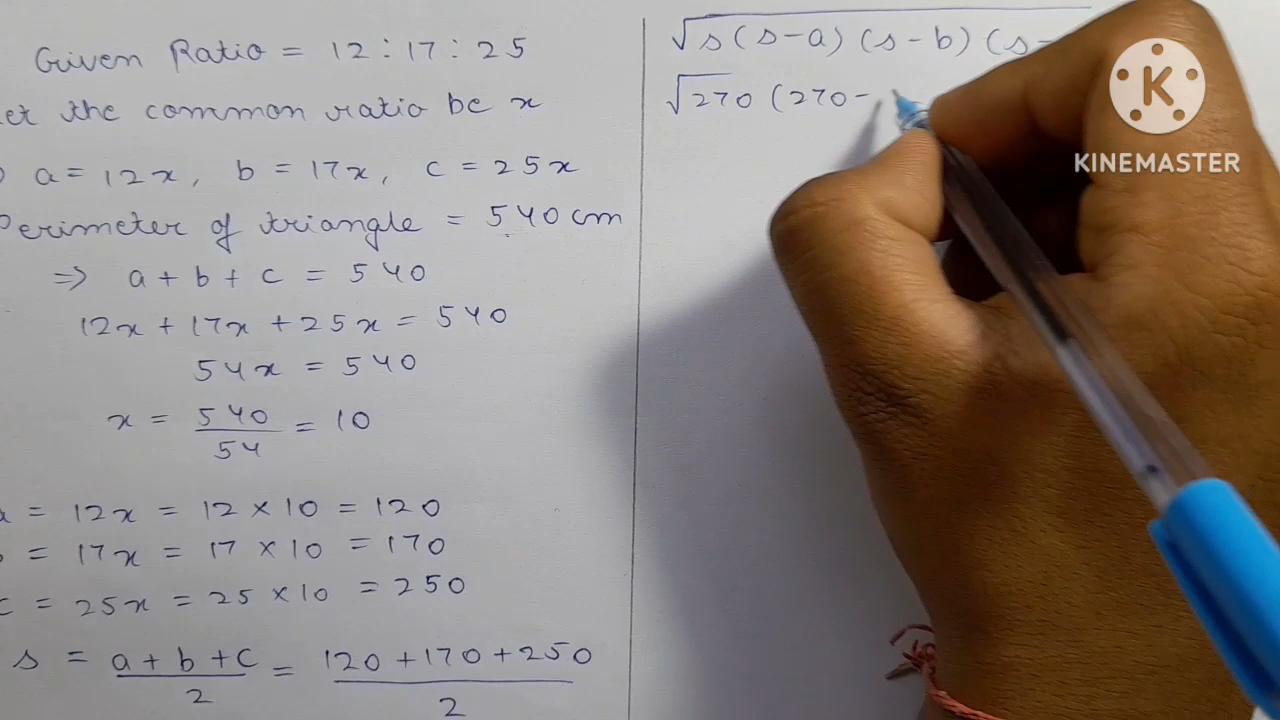 Given Ratio = 12 : 17 : 25
the common ratio be x
a = 12x, b = 17x, c = 25x
Perimeter of triangle = 540 cm
⇒ a + b + c = 540
12x + 17x + 25x = 540
54x = 540
x = 540/54 = 10
= 12x = 12 × 10 = 120
= 17x = 17 × 10 = 170
= 25x = 25 × 10 = 250
s = a + b + c / 2 = 120 + 170 + 250 / 2
√s (s - a) (s - b) (s -
√270 (270 -
KINEMASTER